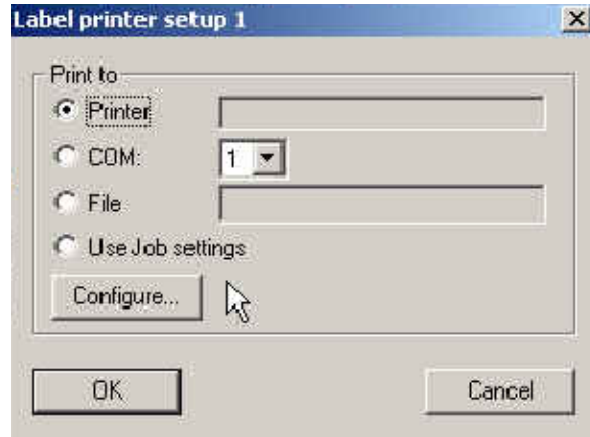 Label printer setup 1
Print to
Printer
COM: 1
File
Use Job settings
Configure...
OK Cancel